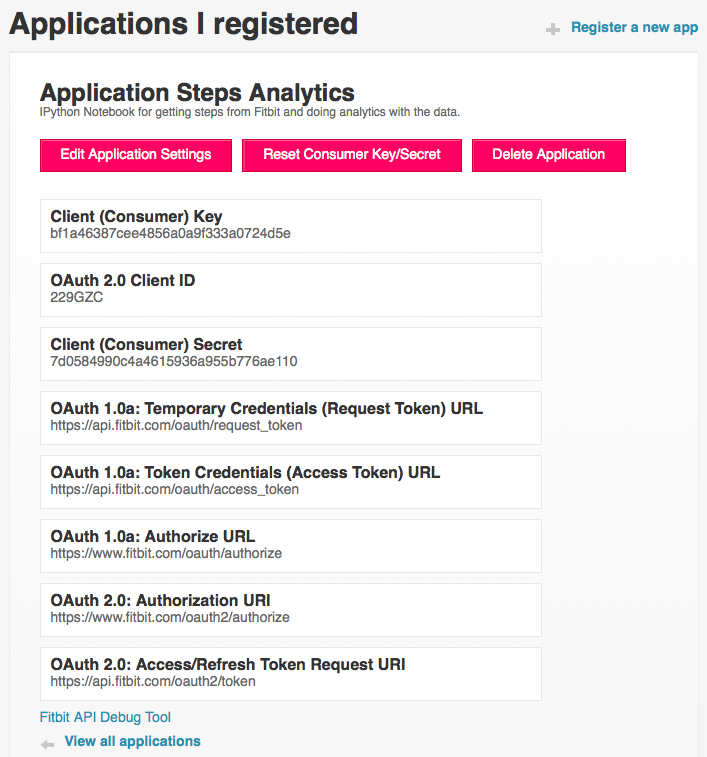 Applications I registered
Register a new app
Application Steps Analytics
IPython Notebook for getting steps from Fitbit and doing analytics with the data.
Edit Application Settings
Reset Consumer Key/Secret
Delete Application
Client (Consumer) Key
bf1a46387cee4856a0a9f333a0724d5e
OAuth 2.0 Client ID
229GZC
Client (Consumer) Secret
7d0584990c4a4615936a955b776ae110
OAuth 1.0a: Temporary Credentials (Request Token) URL
https://api.fitbit.com/oauth/request_token
OAuth 1.0a: Token Credentials (Access Token) URL
https://api.fitbit.com/oauth/access_token
OAuth 1.0a: Authorize URL
https://www.fitbit.com/oauth/authorize
OAuth 2.0: Authorization URI
https://www.fitbit.com/oauth2/authorize
OAuth 2.0: Access/Refresh Token Request URI
https://api.fitbit.com/oauth2/token
Fitbit API Debug Tool
View all applications